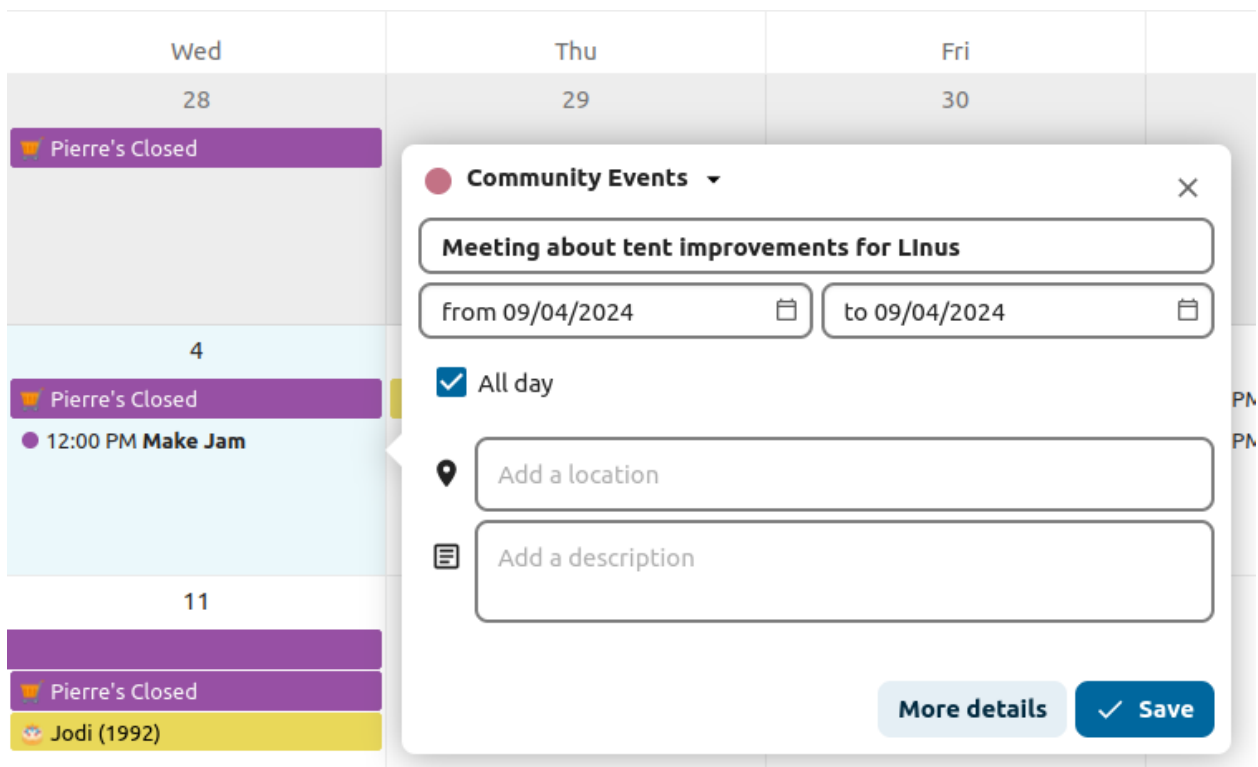 Wed Thu Fri
28 29 30
Pierre's Closed
Community Events
Meeting about tent improvements for LInus
from 09/04/2024 to 09/04/2024
4
All day
Pierre's Closed
PM
12:00 PM Make Jam
PM
Add a location
Add a description
11
Pierre's Closed
More details Save
Jodi (1992)